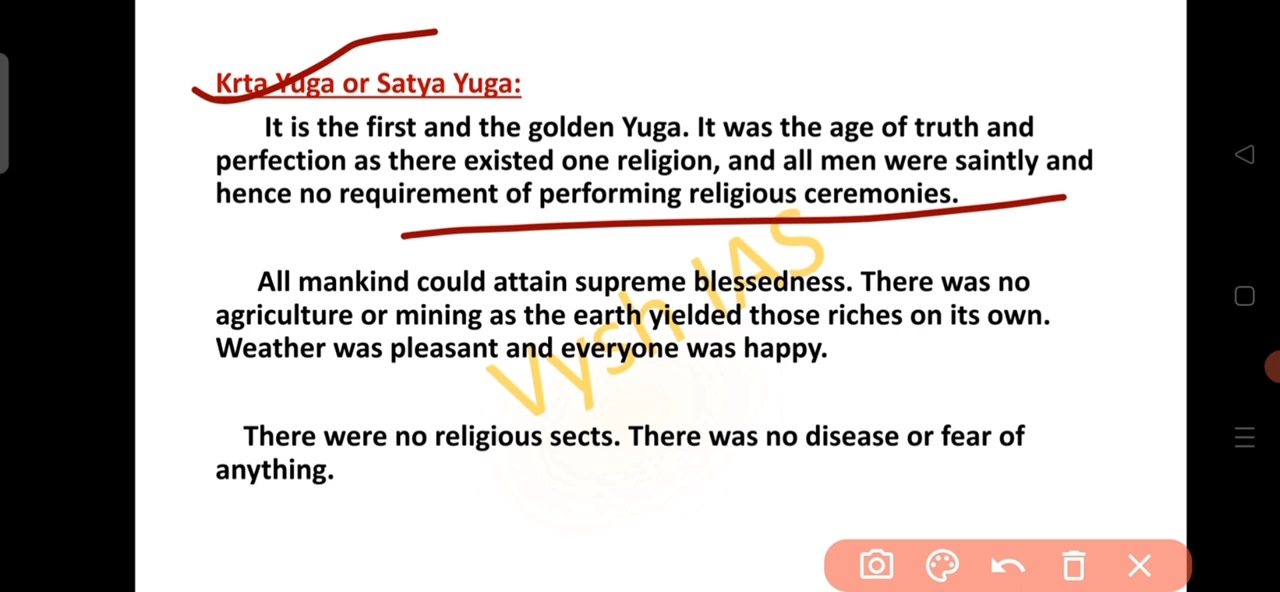 Krta Yuga or Satya Yuga:
It is the first and the golden Yuga. It was the age of truth and
perfection as there existed one religion, and all men were saintly and
hence no requirement of performing religious ceremonies.
All mankind could attain supreme blessedness. There was no
agriculture or mining as the earth yielded those riches on its own.
Weather was pleasant and everyone was happy.
There were no religious sects. There was no disease or fear of
anything.
Vysh IAS